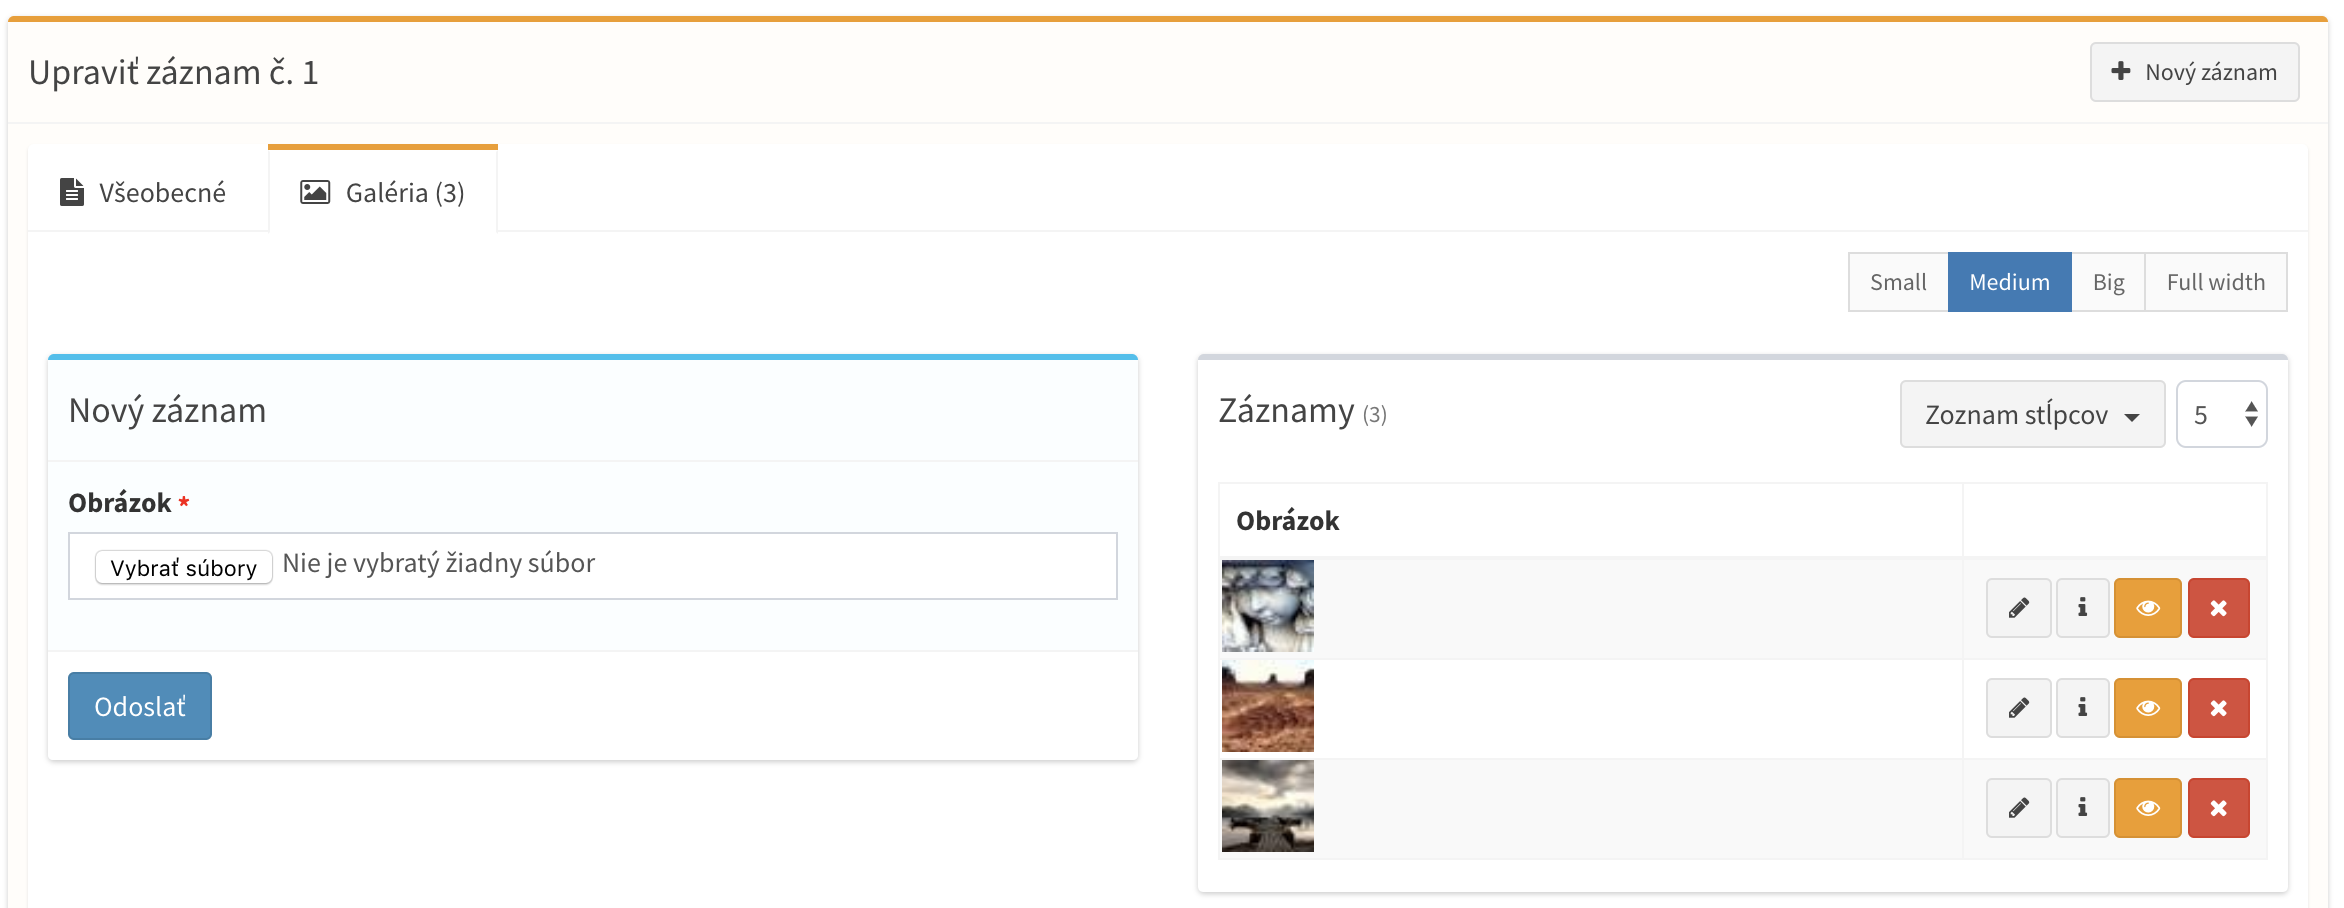 Upraviť záznam č. 1
Nový záznam
Všeobecné
Galéria (3)
Small
Medium
Big
Full width
Nový záznam
Obrázok *
Vybrať súbory Nie je vybratý žiadny súbor
Odoslať
Záznamy (3)
Zoznam stĺpcov
5
Obrázok